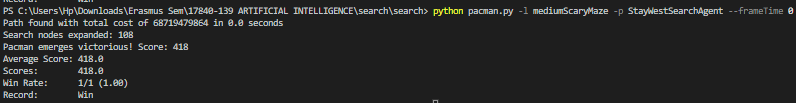 Record: Win
PS C:\Users\Hp\Downloads\Erasmus Sem\17840-139 ARTIFICIAL INTELLIGENCE\search\search> python pacman.py -l mediumScaryMaze -p StayWestSearchAgent --frameTime 0
Path found with total cost of 68719479864 in 0.0 seconds
Search nodes expanded: 108
Pacman emerges victorious! Score: 418
Average Score: 418.0
Scores: 418.0
Win Rate: 1/1 (1.00)
Record: Win